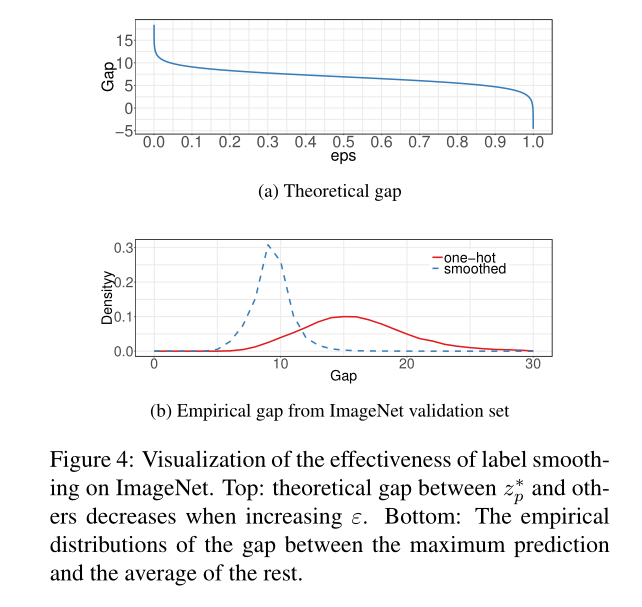 15
10
5
0
−5
Gap
0.0 0.1 0.2 0.3 0.4 0.5 0.6 0.7 0.8 0.9 1.0
eps
(a) Theoretical gap
0.3
0.2
0.1
0.0
Densityy
one−hot
smoothed
0 10 20 30
Gap
(b) Empirical gap from ImageNet validation set
Figure 4: Visualization of the effectiveness of label smooth-
ing on ImageNet. Top: theoretical gap between z*p and oth-
ers decreases when increasing ε. Bottom: The empirical
distributions of the gap between the maximum prediction
and the average of the rest.